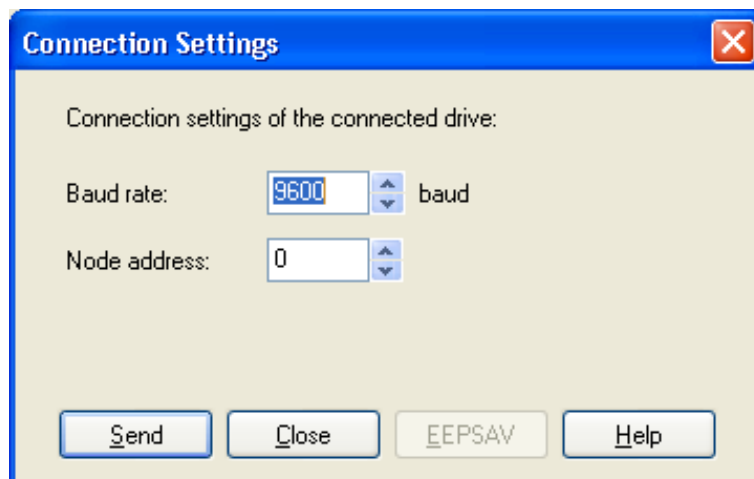 Connection Settings
Connection settings of the connected drive:
Baud rate: 9600 baud
Node address: 0
Send Close EEPSAV Help